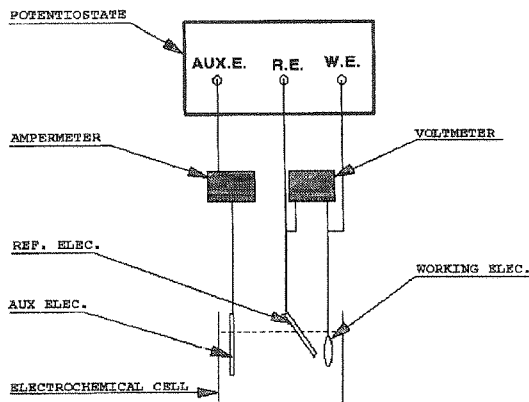 POTENTIOSTATE
AUX.E. R.E. W.E.
AMPERMETER
VOLTMETER
REF. ELEC.
WORKING ELEC.
AUX ELEC.
ELECTROCHEMICAL CELL